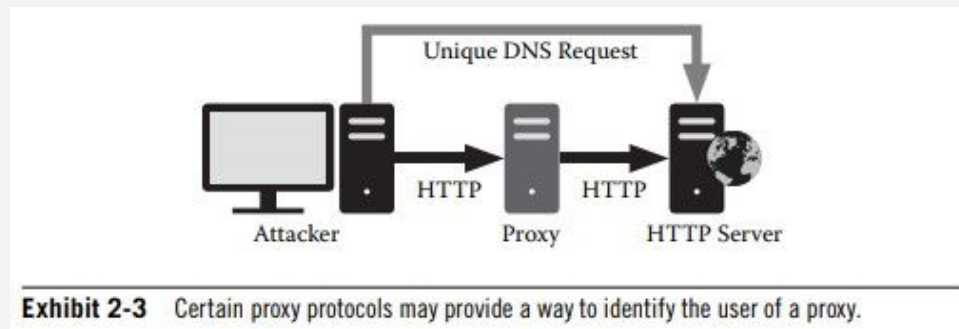 Unique DNS Request
HTTP
HTTP
Attacker
Proxy
HTTP Server
Exhibit 2-3 Certain proxy protocols may provide a way to identify the user of a proxy.